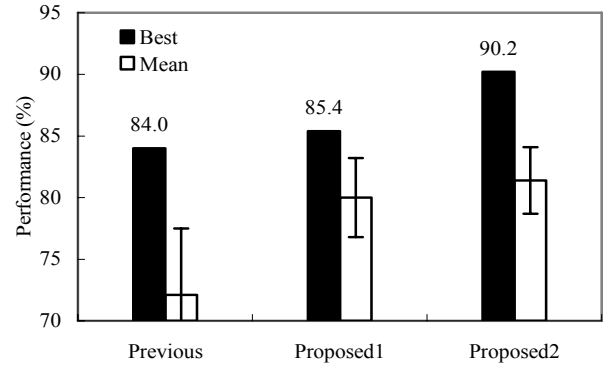 95
90
85
80
75
70
Performance (%)
Best
Mean
84.0
85.4
90.2
Previous
Proposed1
Proposed2